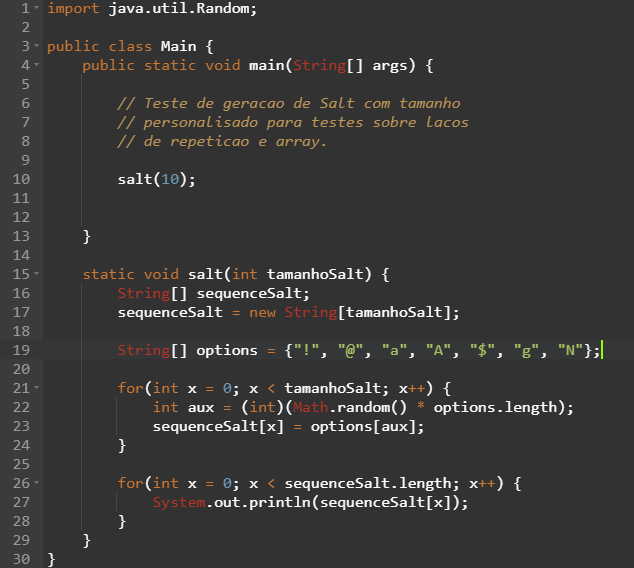 1 import java.util.Random;
2
3 public class Main {
4 public static void main(String[] args) {
5
6 // Teste de geracao de Salt com tamanho
7 // personalisado para testes sobre lacos
8 // de repeticao e array.
9
10 salt(10);
11
12
13 }
14
15 static void salt(int tamanhoSalt) {
16 String[] sequenceSalt;
17 sequenceSalt = new String[tamanhoSalt];
18
19 String[] options = {"!", "@", "a", "A", "$", "g", "N"};
20
21 for(int x = 0; x < tamanhoSalt; x++) {
22 int aux = (int)(Math.random() * options.length);
23 sequenceSalt[x] = options[aux];
24 }
25
26 for(int x = 0; x < sequenceSalt.length; x++) {
27 System.out.println(sequenceSalt[x]);
28 }
29 }
30 }